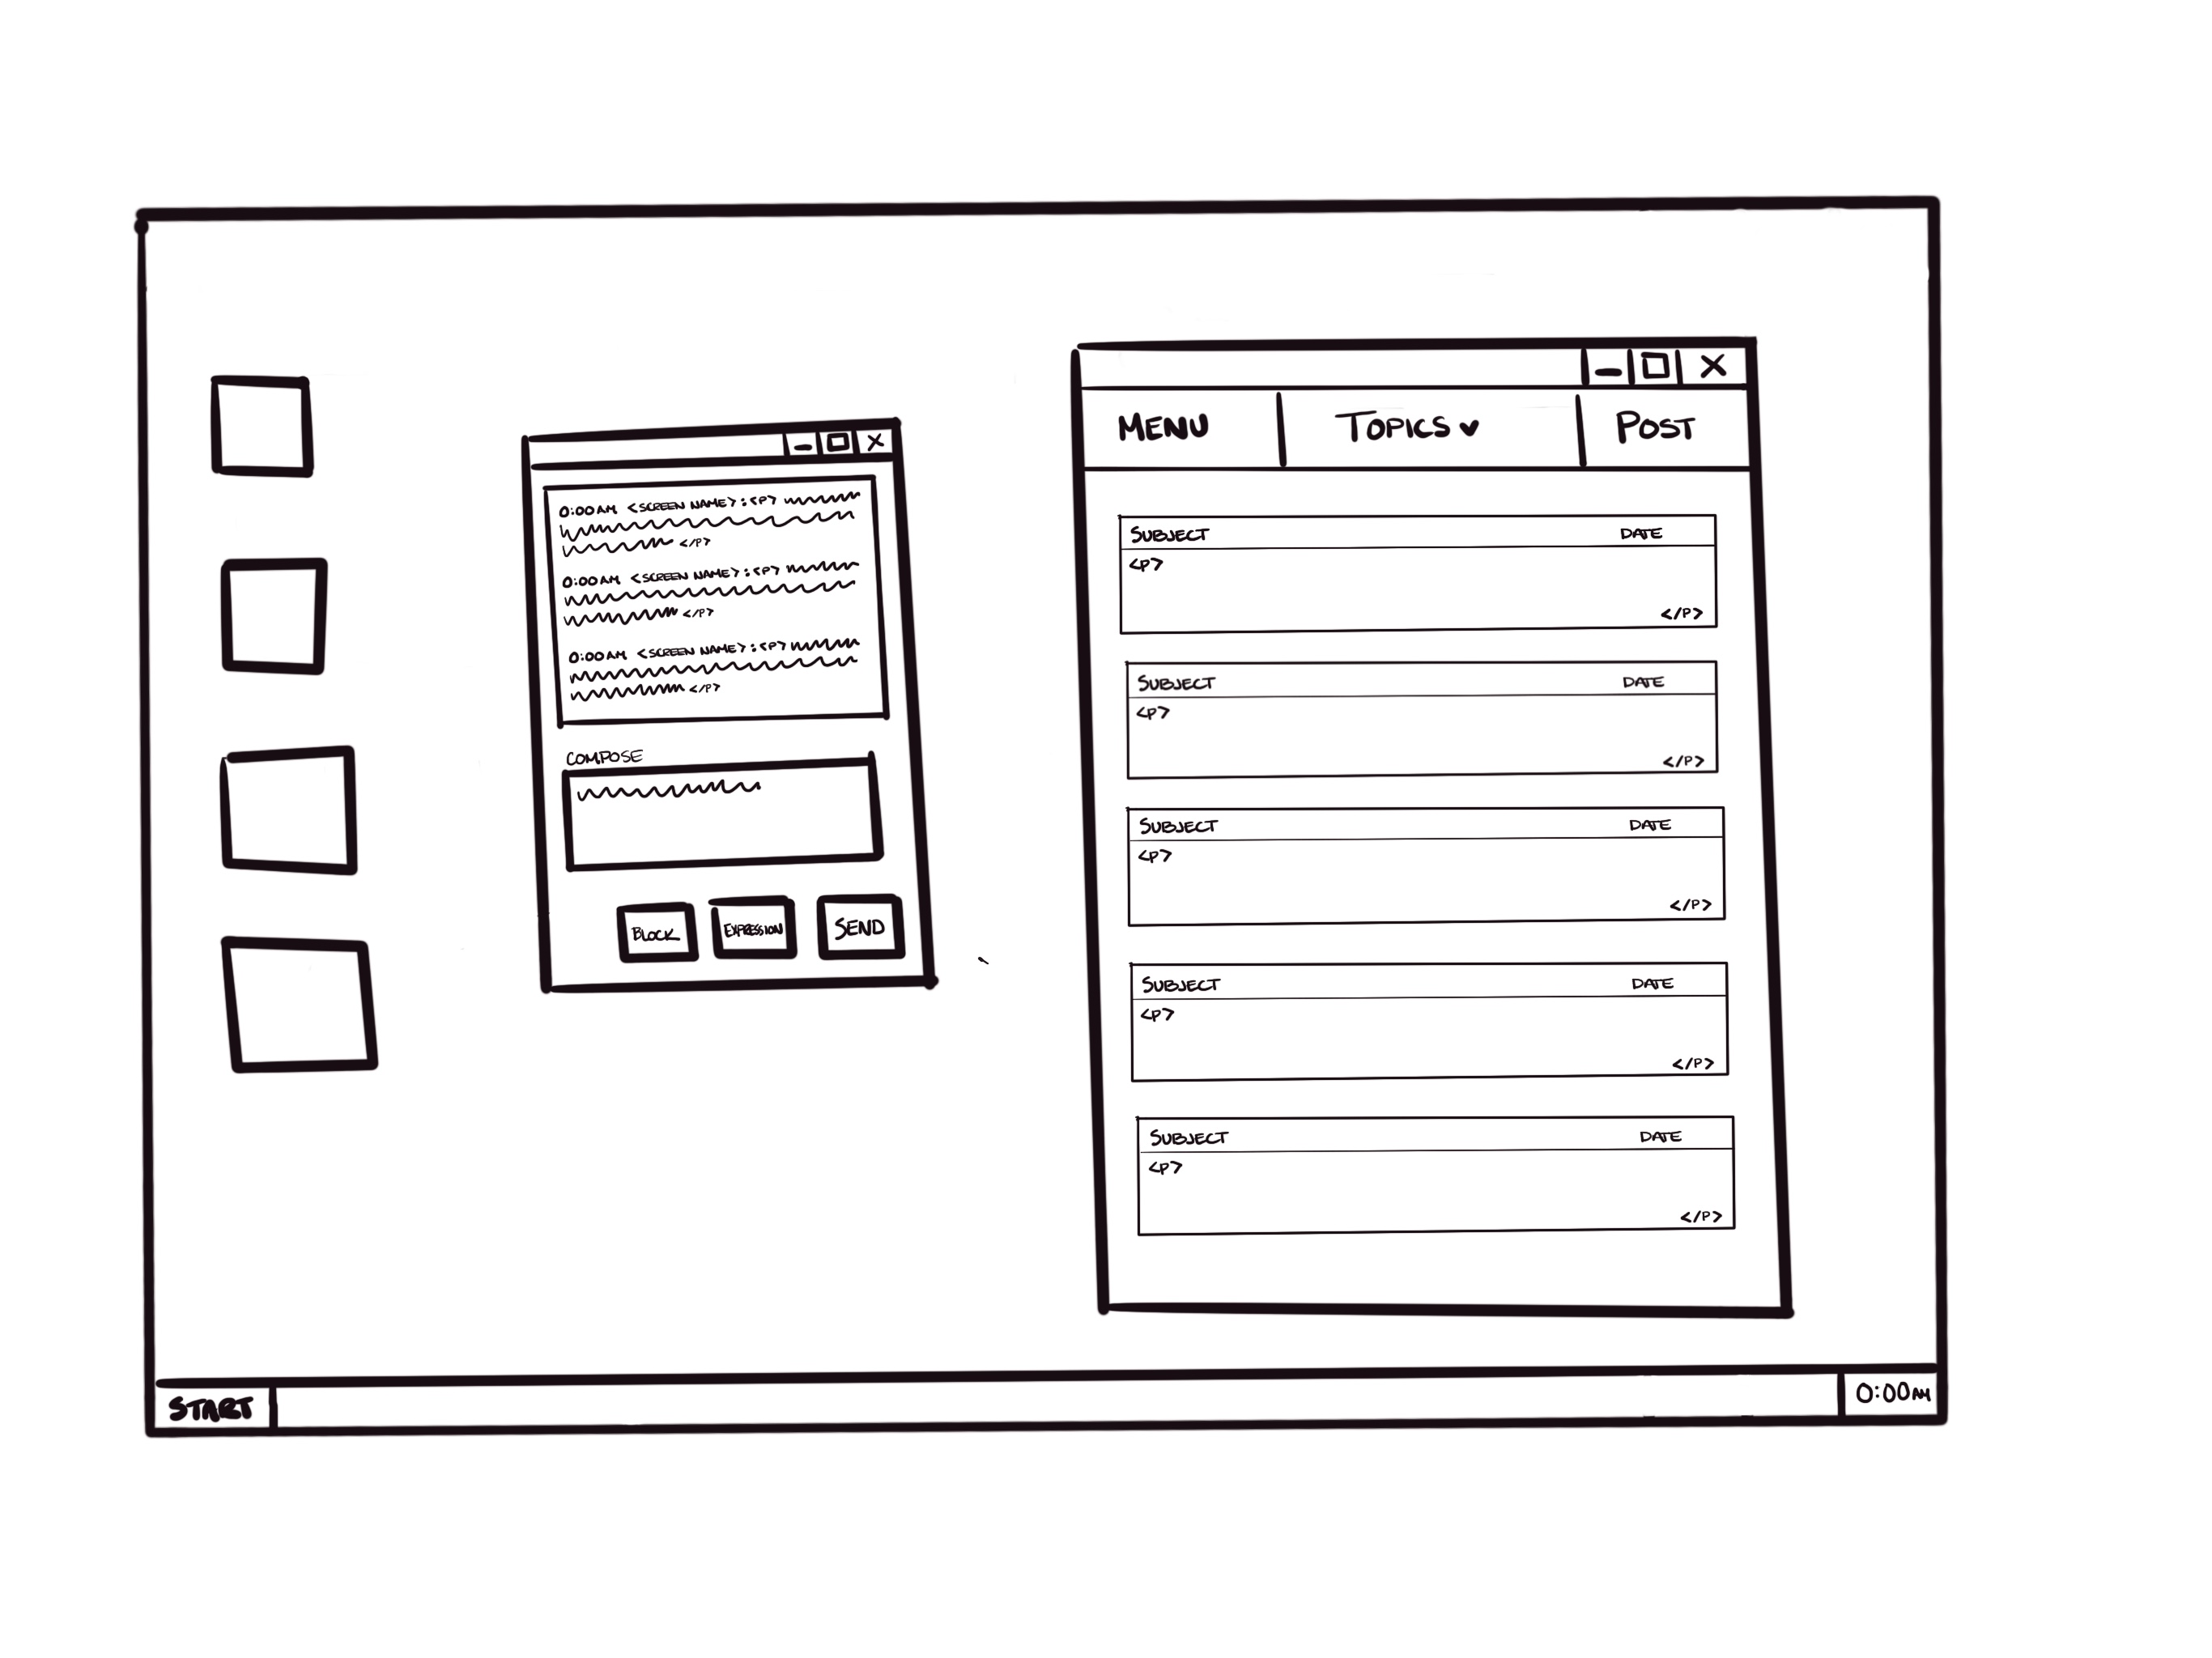 0:00AM <SCREEN NAME>:<P>
</P>
0:00AM <SCREEN NAME>:<P>
</P>
0:00AM <SCREEN NAME>:<P>
</P>
COMPOSE
BLOCK EXPRESSION SEND
MENU TOPICS POST
SUBJECT DATE
<P>
</P>
SUBJECT DATE
<P>
</P>
SUBJECT DATE
<P>
</P>
SUBJECT DATE
<P>
</P>
SUBJECT DATE
<P>
</P>
START 0:00AM